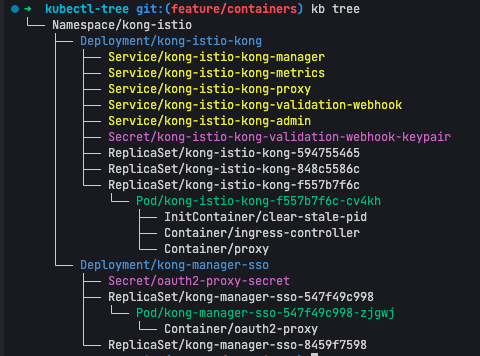 ➜ kubectl-tree git:(feature/containers) kb tree
└── Namespace/kong-istio
├── Deployment/kong-istio-kong
├── Service/kong-istio-kong-manager
├── Service/kong-istio-kong-metrics
├── Service/kong-istio-kong-proxy
├── Service/kong-istio-kong-validation-webhook
├── Service/kong-istio-kong-admin
├── Secret/kong-istio-kong-validation-webhook-keypair
├── ReplicaSet/kong-istio-kong-594755465
├── ReplicaSet/kong-istio-kong-848c5586c
└── ReplicaSet/kong-istio-kong-f557b7f6c
└── Pod/kong-istio-kong-f557b7f6c-cv4kh
├── InitContainer/clear-stale-pid
├── Container/ingress-controller
└── Container/proxy
└── Deployment/kong-manager-sso
├── Secret/oauth2-proxy-secret
├── ReplicaSet/kong-manager-sso-547f49c998
└── Pod/kong-manager-sso-547f49c998-zjgwj
└── Container/oauth2-proxy
└── ReplicaSet/kong-manager-sso-8459f7598